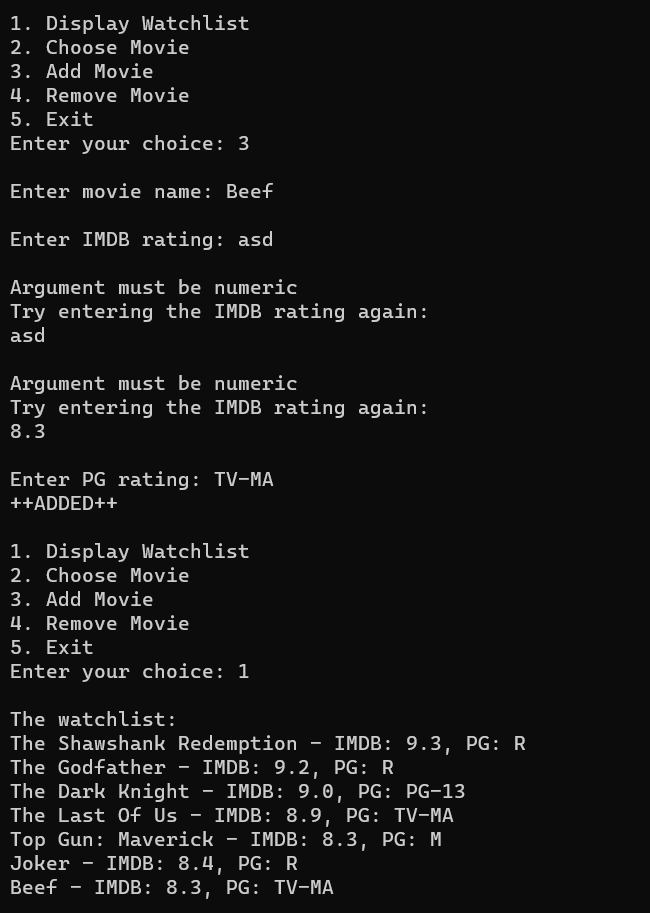 1. Display Watchlist
2. Choose Movie
3. Add Movie
4. Remove Movie
5. Exit
Enter your choice: 3
Enter movie name: Beef
Enter IMDB rating: asd
Argument must be numeric
Try entering the IMDB rating again:
asd
Argument must be numeric
Try entering the IMDB rating again:
8.3
Enter PG rating: TV-MA
++ADDED++
1. Display Watchlist
2. Choose Movie
3. Add Movie
4. Remove Movie
5. Exit
Enter your choice: 1
The watchlist:
The Shawshank Redemption - IMDB: 9.3, PG: R
The Godfather - IMDB: 9.2, PG: R
The Dark Knight - IMDB: 9.0, PG: PG-13
The Last Of Us - IMDB: 8.9, PG: TV-MA
Top Gun: Maverick - IMDB: 8.3, PG: M
Joker - IMDB: 8.4, PG: R
Beef - IMDB: 8.3, PG: TV-MA